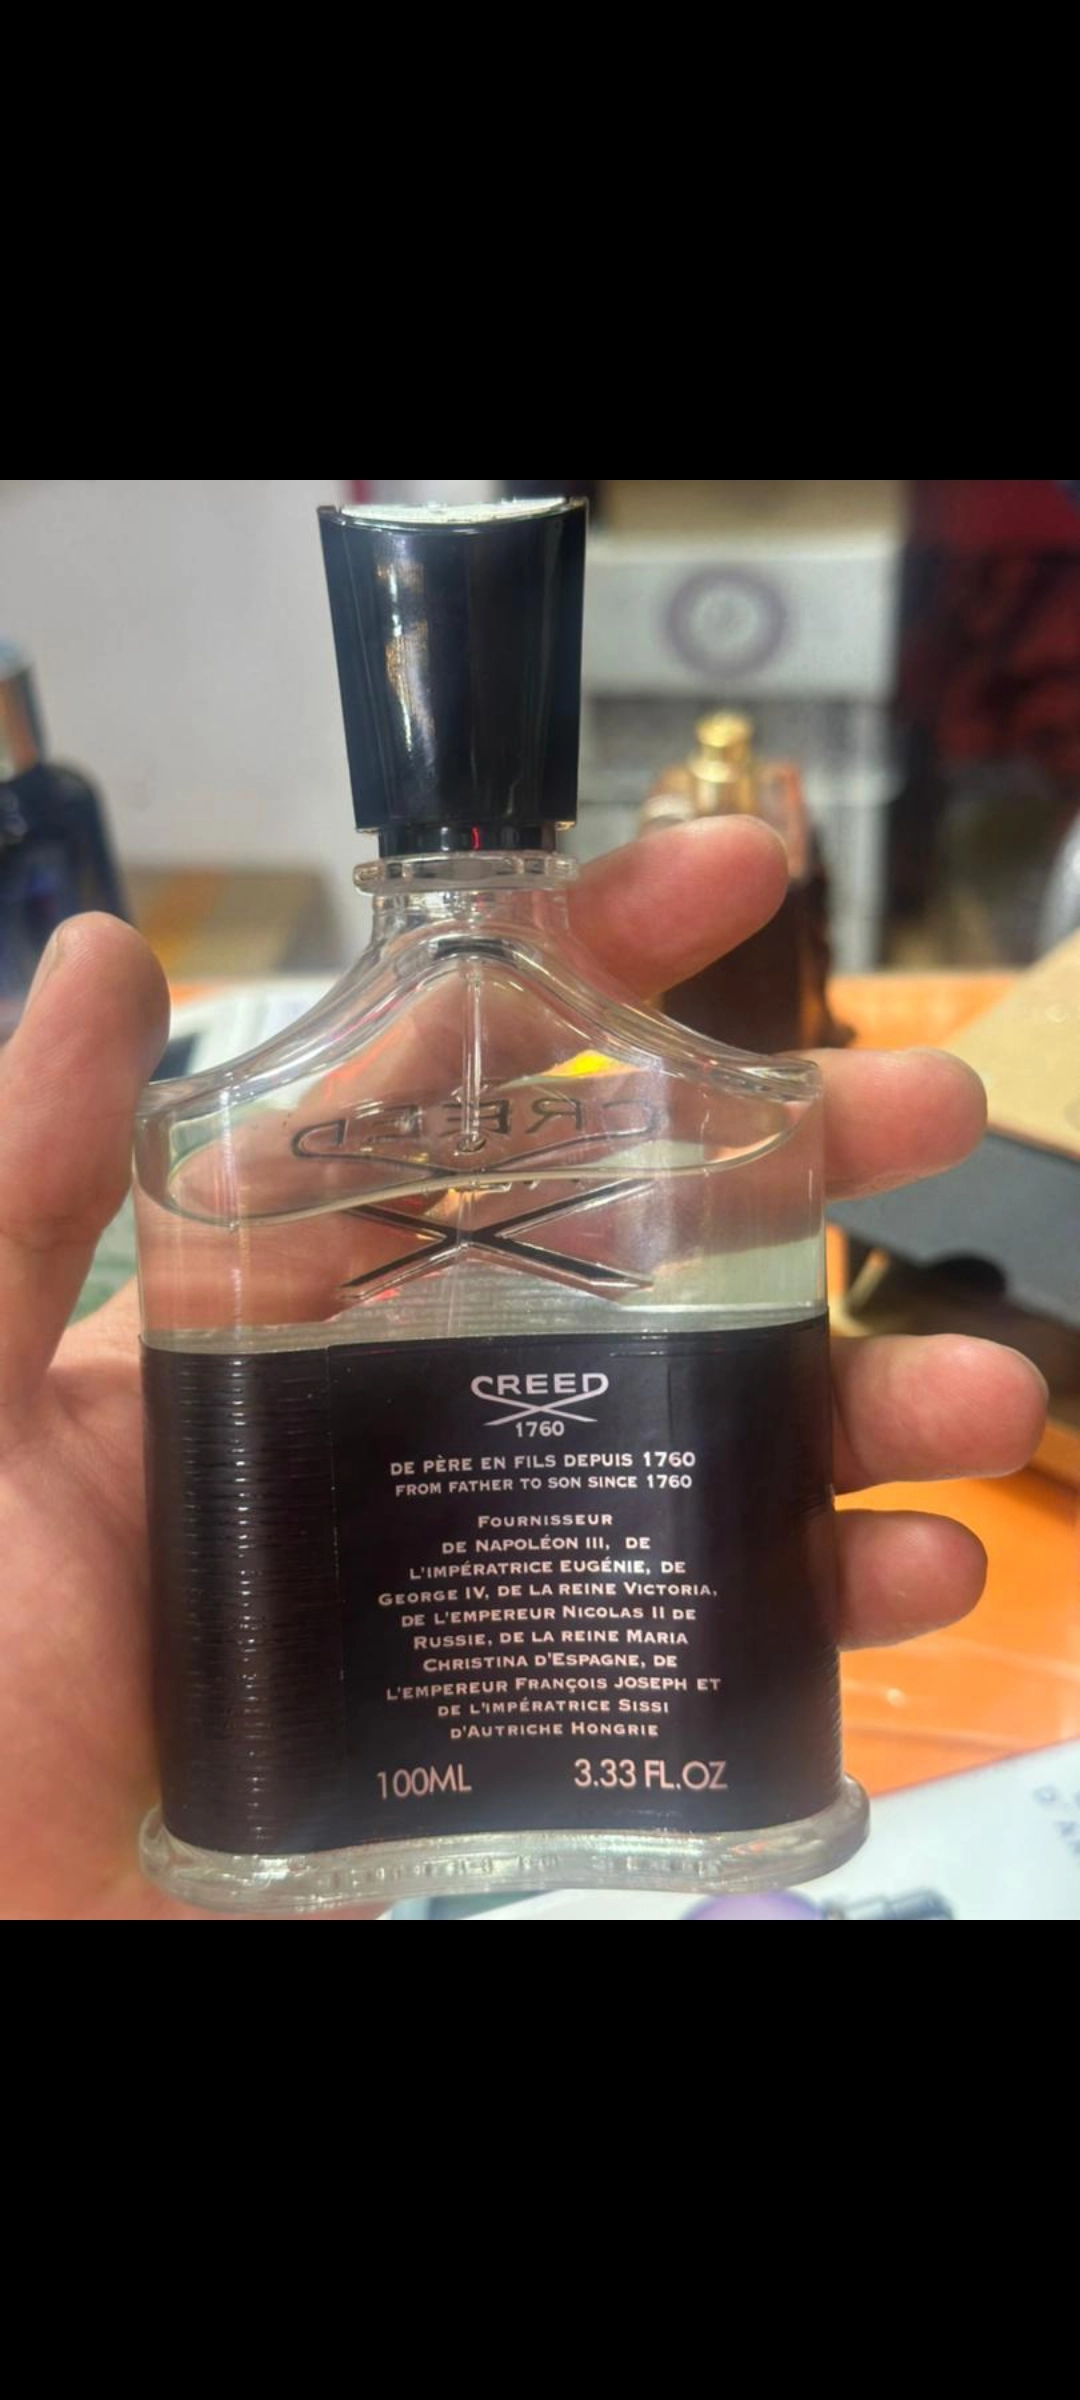 CREED
CREED
1760
DE PÈRE EN FILS DEPUIS 1760
FROM FATHER TO SON SINCE 1760
FOURNISSEUR
DE NAPOLÉON III, DE
L'IMPÉRATRICE EUGÉNIE, DE
GEORGE IV, DE LA REINE VICTORIA,
DE L'EMPEREUR NICOLAS II DE
RUSSIE, DE LA REINE MARIA
CHRISTINA D'ESPAGNE, DE
L'EMPEREUR FRANÇOIS JOSEPH ET
DE L'IMPÉRATRICE SISSI
D'AUTRICHE HONGRIE
100ML 3.33 FL.OZ